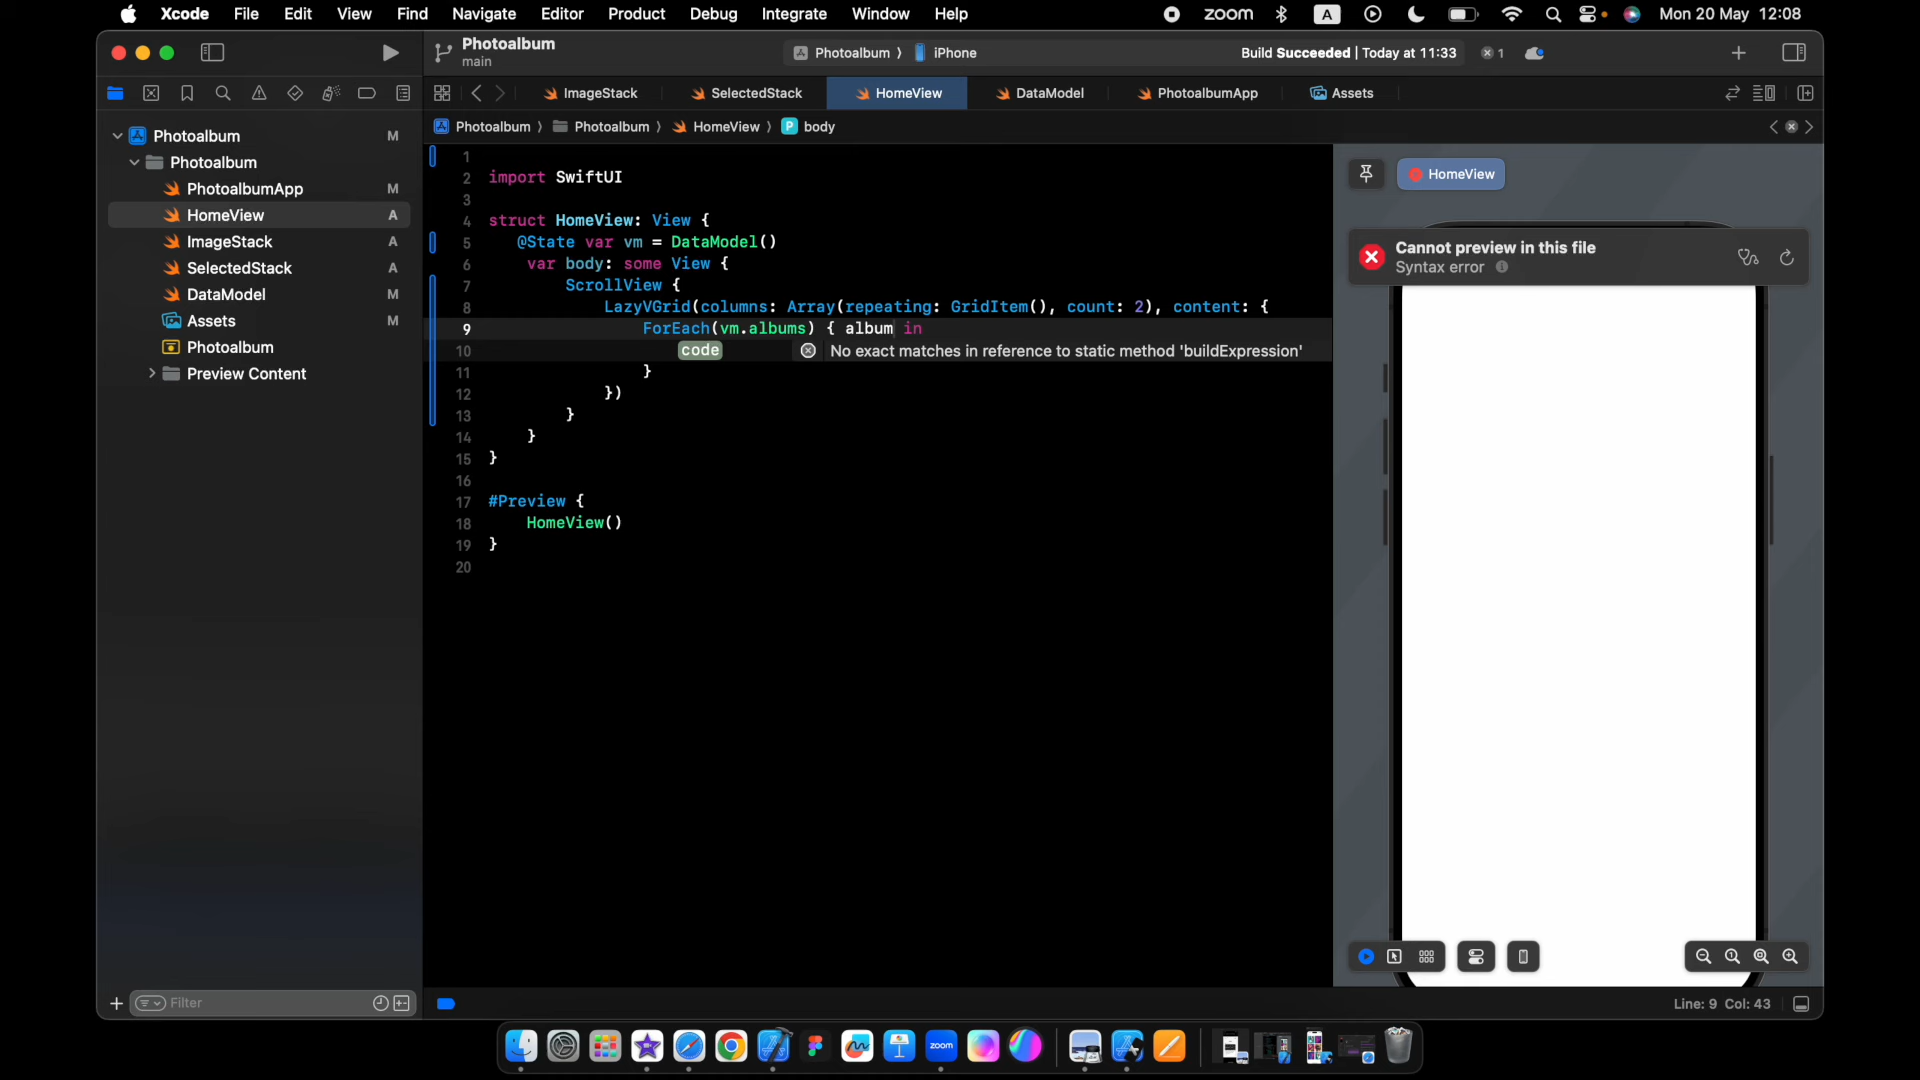 Xcode File Edit View Find Navigate Editor Product Debug Integrate Window Help zoom A Mon 20 May 12:08
Photoalbum
main
Photoalbum 〉 iPhone
Build Succeeded | Today at 11:33 1
ImageStack SelectedStack HomeView DataModel PhotoalbumApp Assets
Photoalbum 〉 Photoalbum 〉 HomeView 〉 P body
Photoalbum M
Photoalbum
PhotoalbumApp M
HomeView A
ImageStack A
SelectedStack A
DataModel M
Assets M
Photoalbum
Preview Content
1
2 import SwiftUI
3
4 struct HomeView: View {
5 @State var vm = DataModel()
6 var body: some View {
7 ScrollView {
8 LazyVGrid(columns: Array(repeating: GridItem(), count: 2), content: {
9 ForEach(vm.albums) { album in
10 code No exact matches in reference to static method 'buildExpression'
11 }
12 })
13 }
14 }
15 }
16
17 #Preview {
18 HomeView()
19 }
20
HomeView
Cannot preview in this file
Syntax error
Filter
Line: 9 Col: 43
zoom